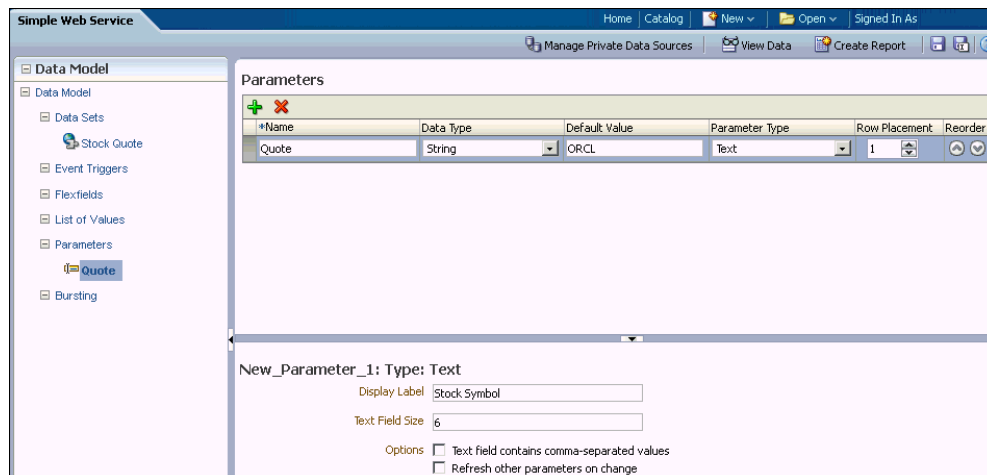 Simple Web Service
Home Catalog New Open Signed In As
Manage Private Data Sources View Data Create Report
Data Model
Data Model
Data Sets
Stock Quote
Event Triggers
Flexfields
List of Values
Parameters
Quote
Bursting
Parameters
*Name Data Type Default Value Parameter Type Row Placement Reorder
Quote String ORCL Text 1
New_Parameter_1: Type: Text
Display Label Stock Symbol
Text Field Size 6
Options Text field contains comma-separated values
Refresh other parameters on change